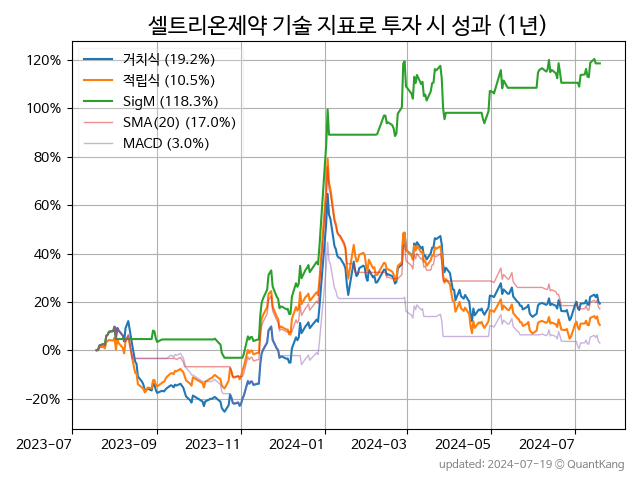 셀트리온제약 기술 지표로 투자 시 성과 (1년)
거치식 (19.2%)
적립식 (10.5%)
SigM (118.3%)
SMA(20) (17.0%)
MACD (3.0%)
120%
100%
80%
60%
40%
20%
0%
−20%
2023-07
2023-09
2023-11
2024-01
2024-03
2024-05
2024-07
updated: 2024-07-19 ⓒ QuantKang